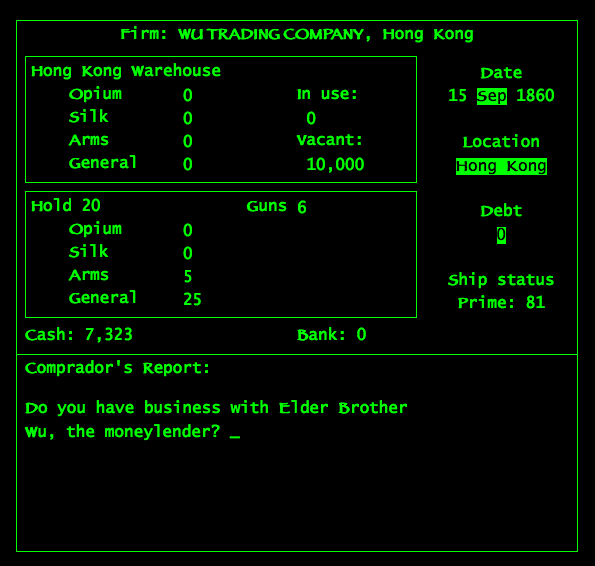 Firm: WU TRADING COMPANY, Hong Kong
Hong Kong Warehouse
Opium 0 In use:
Silk 0 0
Arms 0 Vacant:
General 0 10,000
Date
15 Sep 1860
Location
Hong Kong
Hold 20 Guns 6
Opium 0
Silk 0
Arms 5
General 25
Debt
0
Ship status
Prime: 81
Cash: 7,323 Bank: 0
Comprador's Report:
Do you have business with Elder Brother
Wu, the moneylender? _